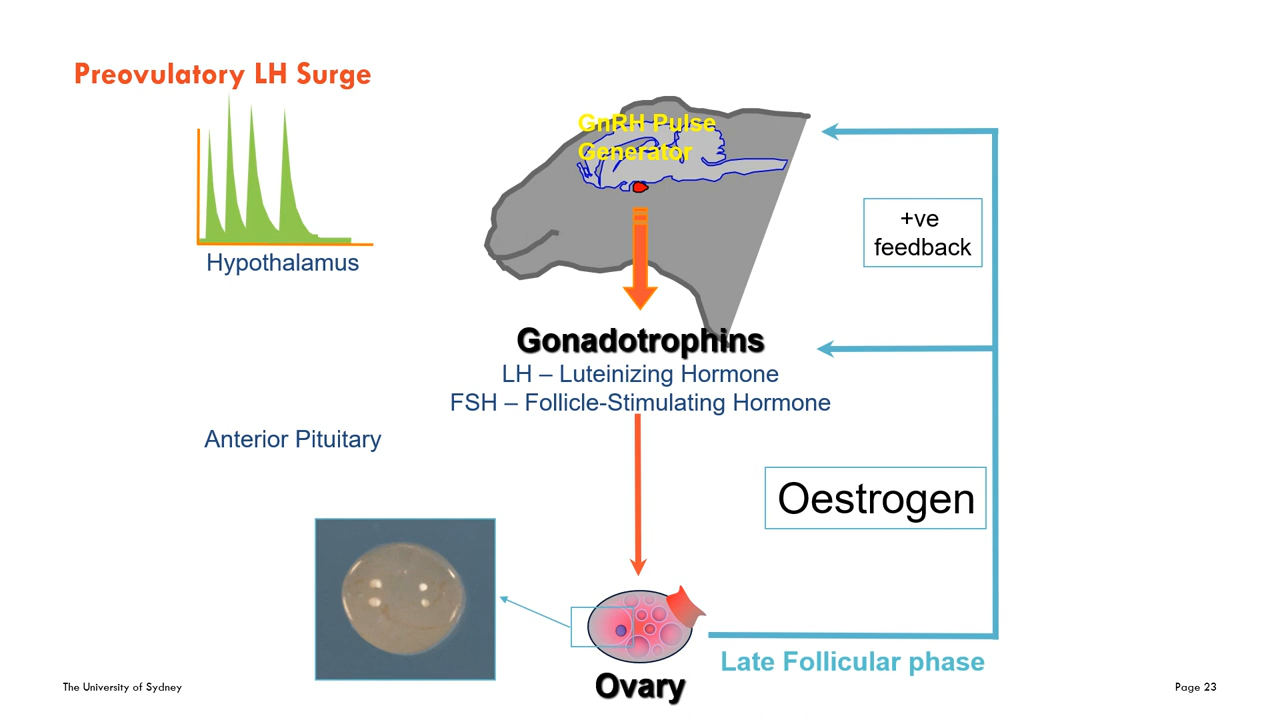 Preovulatory LH Surge
GnRH Pulse
Generator
Hypothalamus
+ve
feedback
Gonadotrophins
LH – Luteinizing Hormone
FSH – Follicle-Stimulating Hormone
Anterior Pituitary
Oestrogen
Late Follicular phase
Ovary
The University of Sydney
Page 23